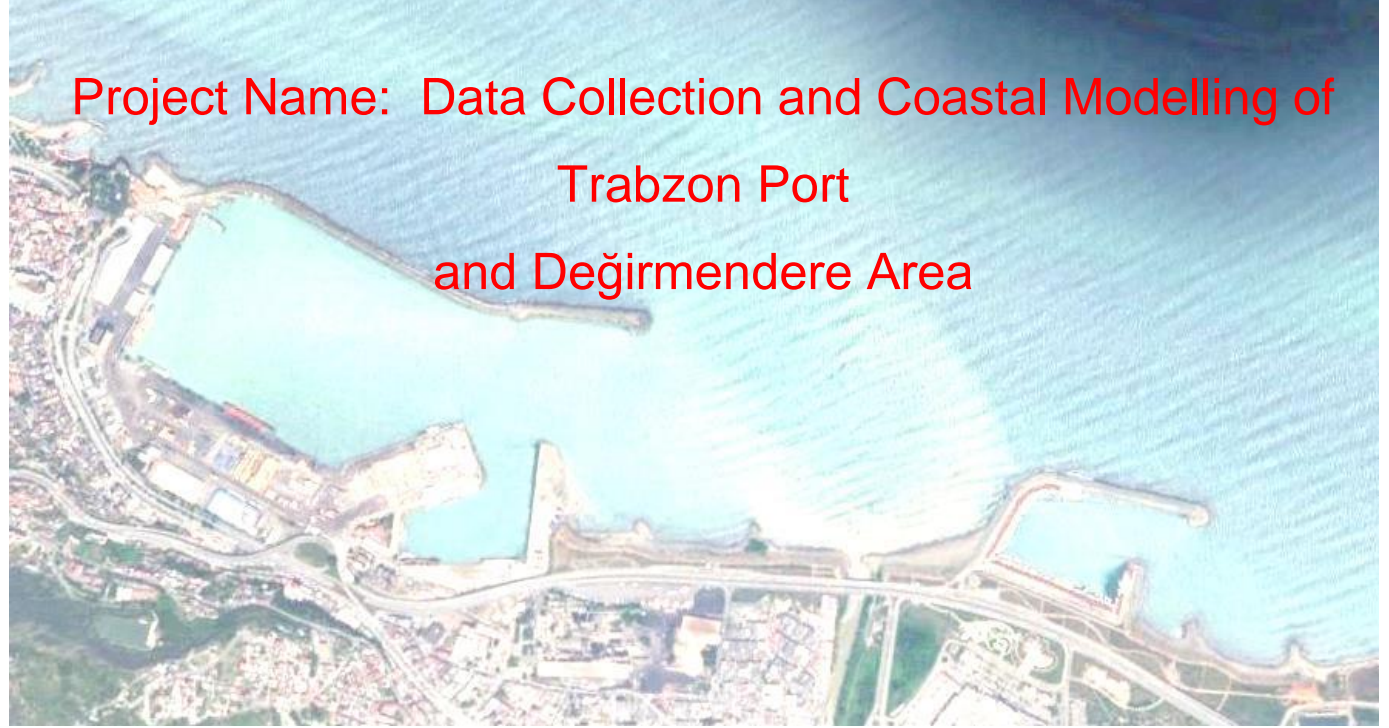 Project Name:  Data Collection and Coastal Modelling of
Trabzon Port
and Değirmendere Area